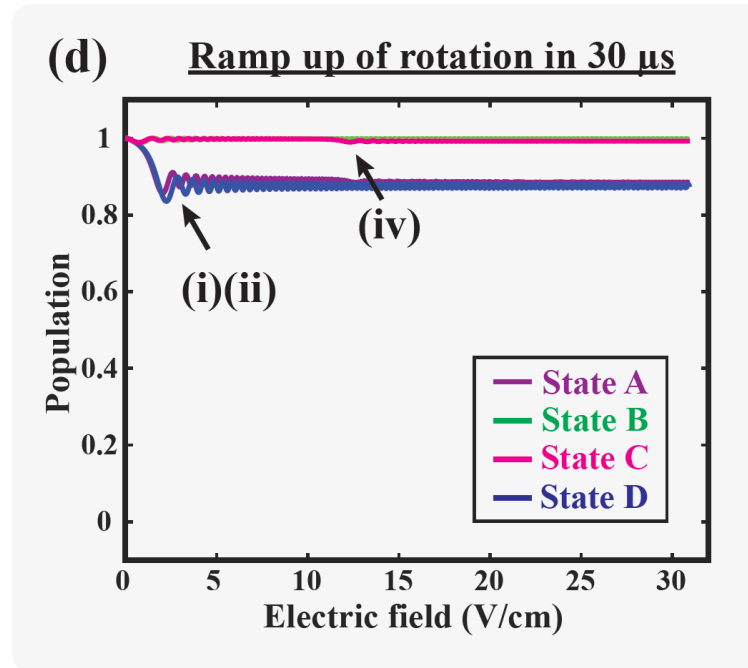 (d) Ramp up of rotation in 30 μs
1
0.8
0.6
0.4
0.2
0
Population
(iv)
(i)(ii)
State A
State B
State C
State D
0 5 10 15 20 25 30
Electric field (V/cm)